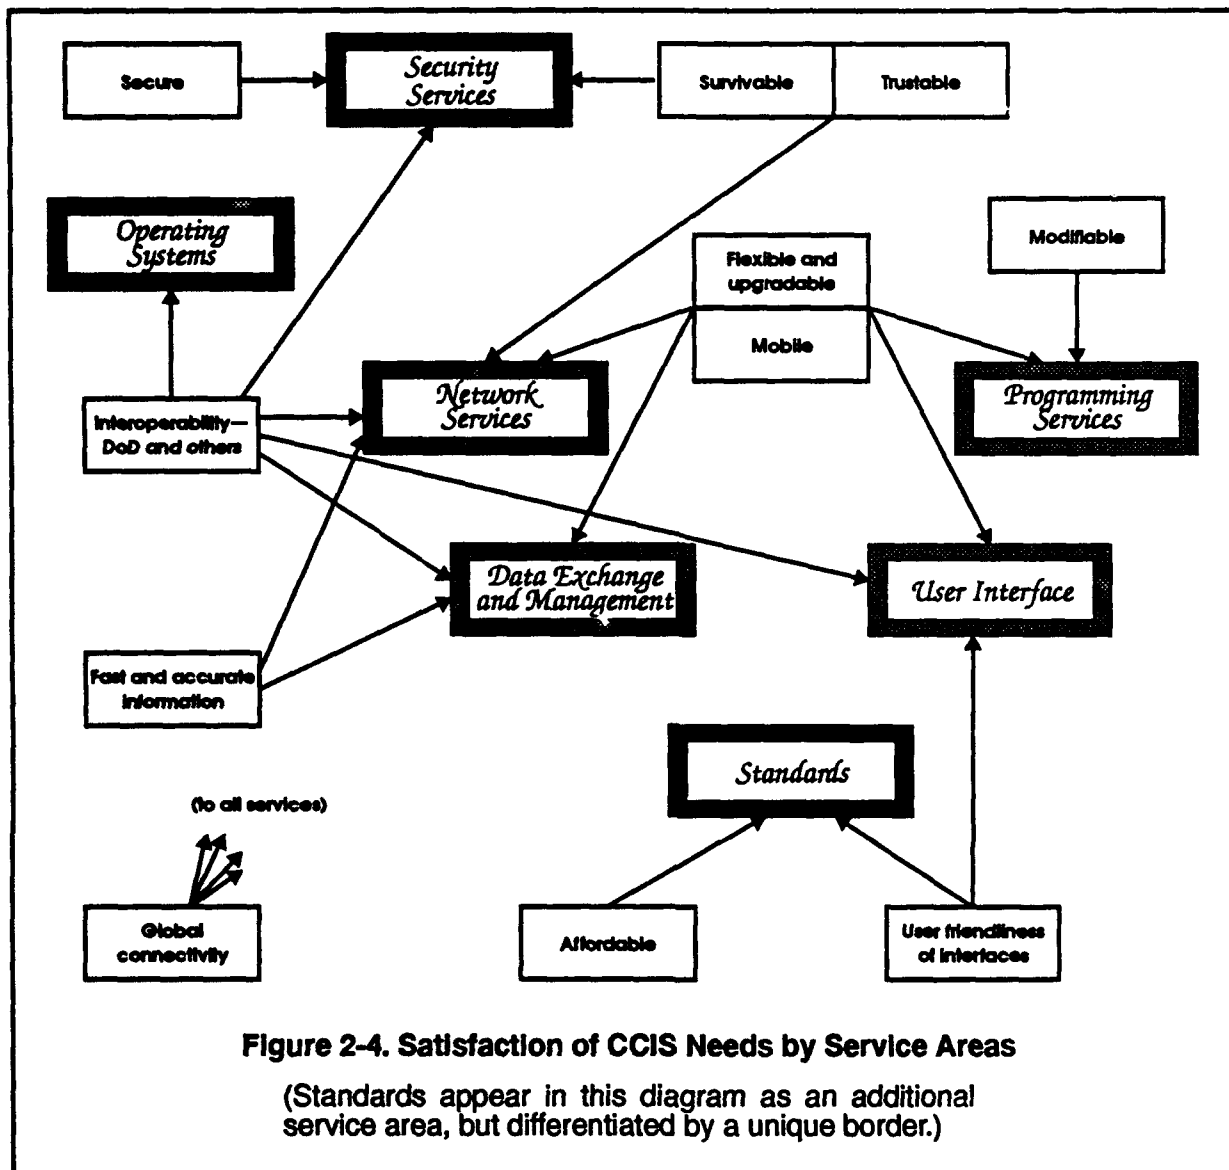 Secure
Security
Services
Survivable
Trustable
Operating
Systems
Flexible and
upgradable
Mobile
Modifiable
Network
Services
Programming
Services
Interoperability—
DoD and others
Data Exchange
and Management
User Interface
Fast and accurate
information
Standards
(to all services)
Global
connectivity
Affordable
User friendliness
of interfaces
Figure 2-4. Satisfaction of CCIS Needs by Service Areas
(Standards appear in this diagram as an additional
service area, but differentiated by a unique border.)